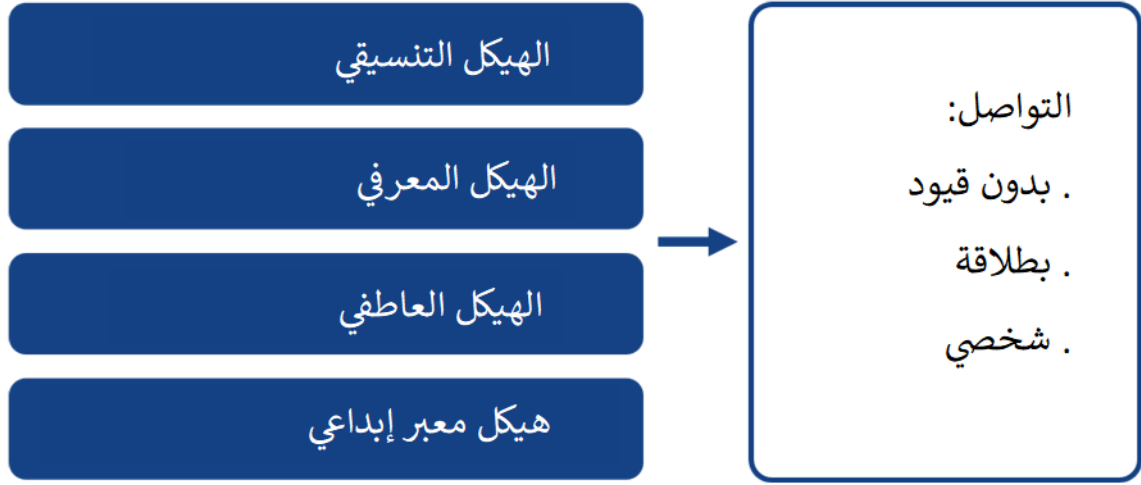 الهيكل التنسيقي
الهيكل المعرفي
الهيكل العاطفي
هيكل معبر إبداعي
التواصل:
. بدون قيود
. بطلاقة
. شخصي